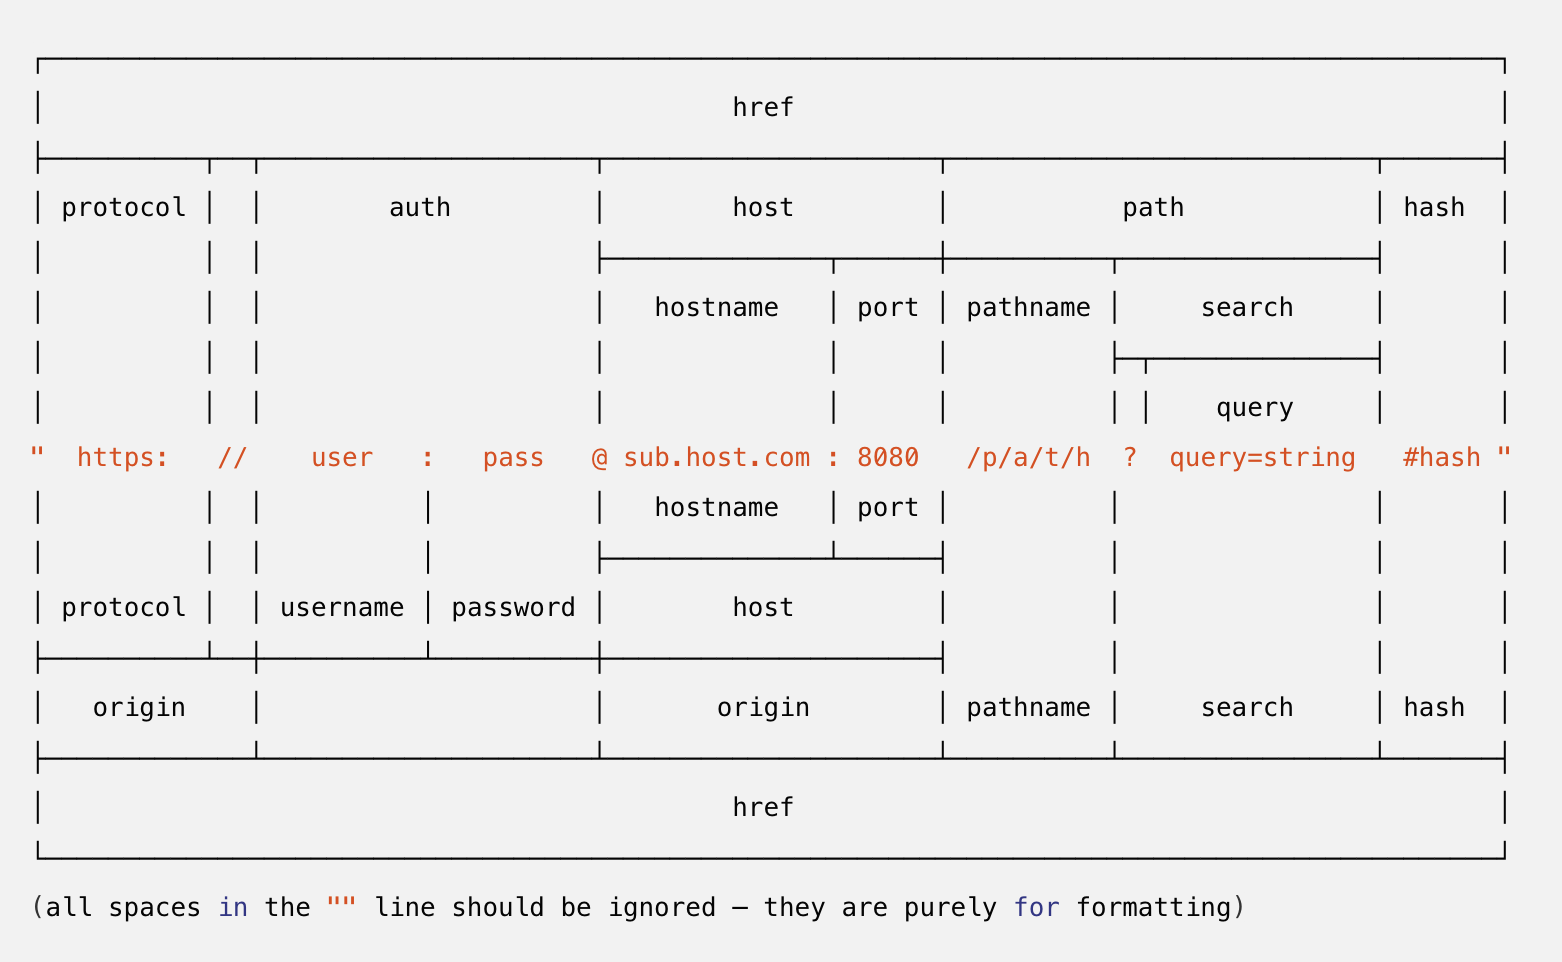 href
protocol auth host path hash
hostname port pathname search
query
" https: // user : pass @ sub.host.com : 8080 /p/a/t/h ? query=string #hash "
hostname port
protocol username password host
origin origin pathname search hash
href
(all spaces in the "" line should be ignored — they are purely for formatting)